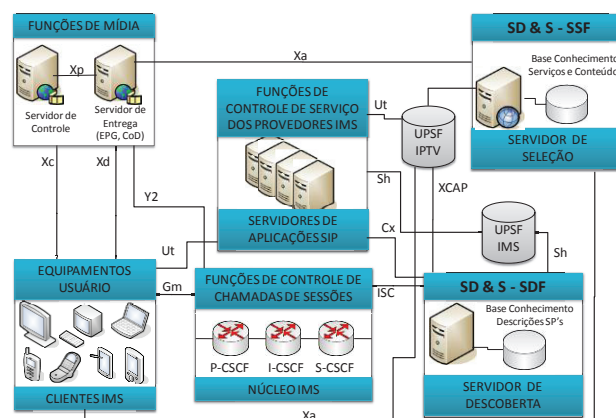 FUNÇÕES DE MÍDIA
Xp
Servidor de
Controle
Servidor de
Entrega
(EPG, CoD)
Xa
SD & S - SSF
Base Conhecimento
Serviços e Conteúdo
SERVIDOR DE
SELEÇÃO
FUNÇÕES DE
CONTROLE DE SERVIÇO
DOS PROVEDORES IMS
Ut
UPSF
IPTV
Xc
Xd
Y2
Sh
XCAP
SERVIDORES DE
APLICAÇÕES SIP
Cx
UPSF
IMS
Sh
Ut
EQUIPAMENTOS
USUÁRIO
Gm
FUNÇÕES DE CONTROLE DE
CHAMADAS DE SESSÕES
ISC
SD & S - SDF
Base Conhecimento
Descrições SP's
P-CSCF
I-CSCF
S-CSCF
CLIENTES IMS
NÚCLEO IMS
SERVIDOR DE
DESCOBERTA
Xa